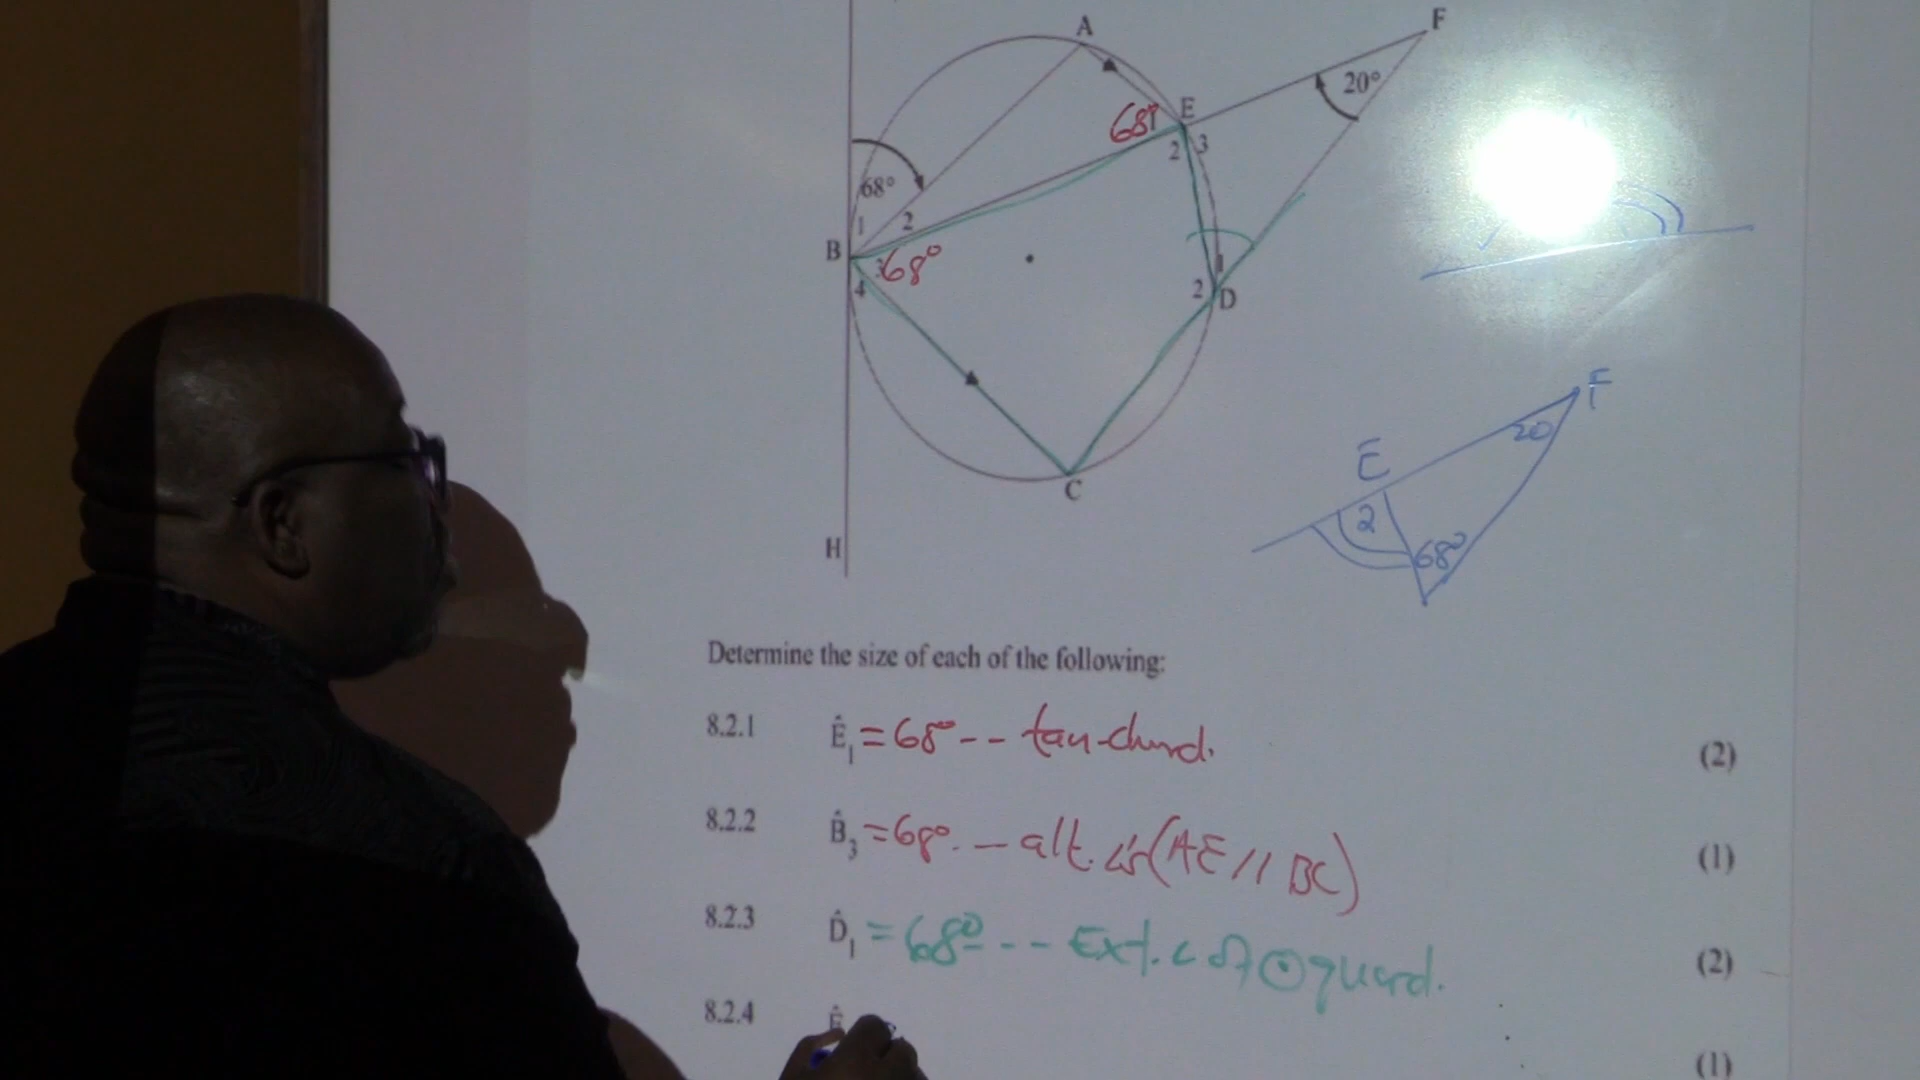 A
F
20°
E
68°
3
2
68°
2
1
B
68°
4
1
2
D
C
H
F
20
E
2
68°
Determine the size of each of the following:
8.2.1 Ê₁ = 68° -- tan-chord. (2)
8.2.2 B̂₃ = 68°. — alt. ∠'s (AE // BC) (1)
8.2.3 D̂₁ = 68° -- Ext. ∠ of ⊙ quad. (2)
8.2.4 Ê
(1)